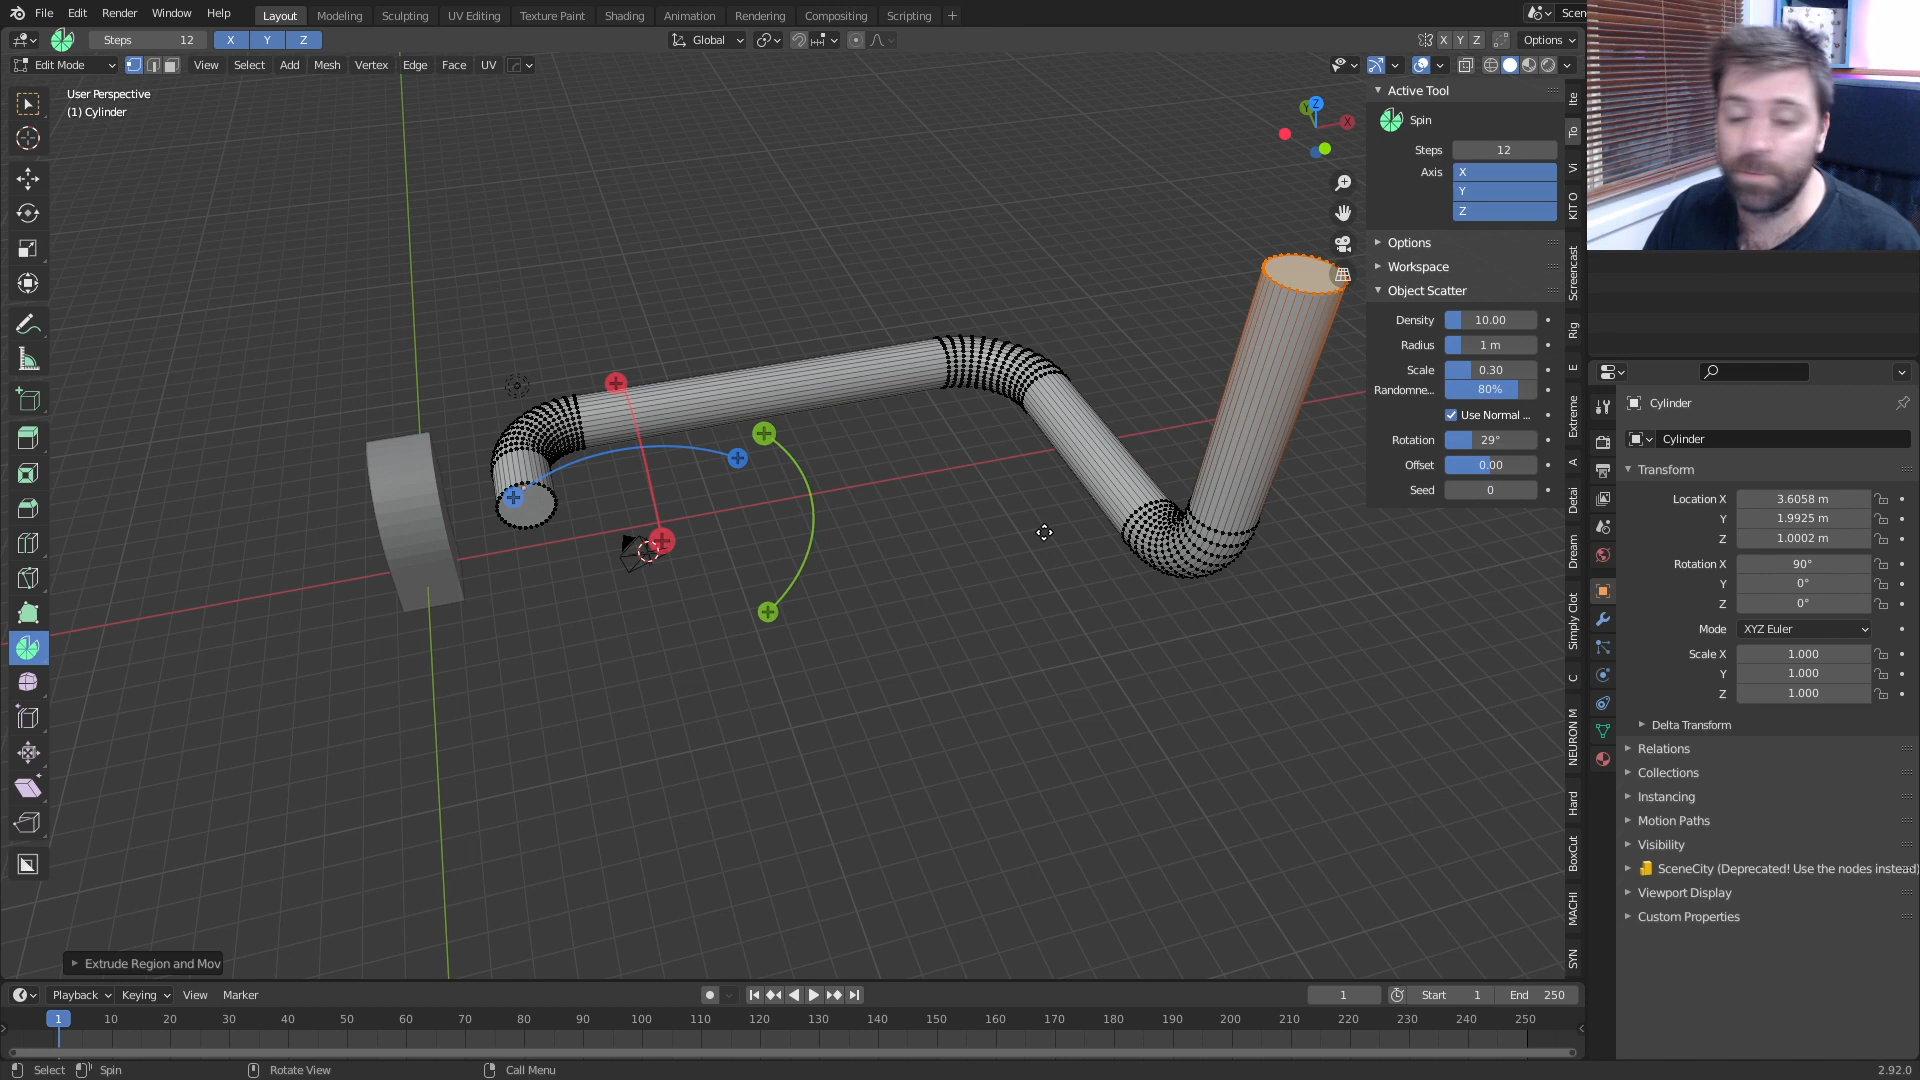 File Edit Render Window Help Layout Modeling Sculpting UV Editing Texture Paint Shading Animation Rendering Compositing Scripting + Scen
Steps 12 X Y Z Global X Y Z Options
Edit Mode View Select Add Mesh Vertex Edge Face UV
User Perspective
(1) Cylinder
Z
Y
X
Active Tool
Spin
Steps 12
Axis X
Y
Z
Options
Workspace
Object Scatter
Density 10.00
Radius 1 m
Scale 0.30
Randomne... 80%
Use Normal ...
Rotation 29°
Offset 0.00
Seed 0
Ite
To
Vi
KIT O
Screencast
Rig
E
Extreme
A
Detai
Dream
Simply Clot
C
NEURON M
Hard
BoxCut
MACHI
SYN
Cylinder
Cylinder
Transform
Location X 3.6058 m
Y 1.9925 m
Z 1.0002 m
Rotation X 90°
Y 0°
Z 0°
Mode XYZ Euler
Scale X 1.000
Y 1.000
Z 1.000
Delta Transform
Relations
Collections
Instancing
Motion Paths
Visibility
SceneCity (Deprecated! Use the nodes instead)
Viewport Display
Custom Properties
Extrude Region and Mov
Playback Keying View Marker 1 Start 1 End 250
1 10 20 30 40 50 60 70 80 90 100 110 120 130 140 150 160 170 180 190 200 210 220 230 240 250
Select Spin Rotate View Call Menu 2.92.0